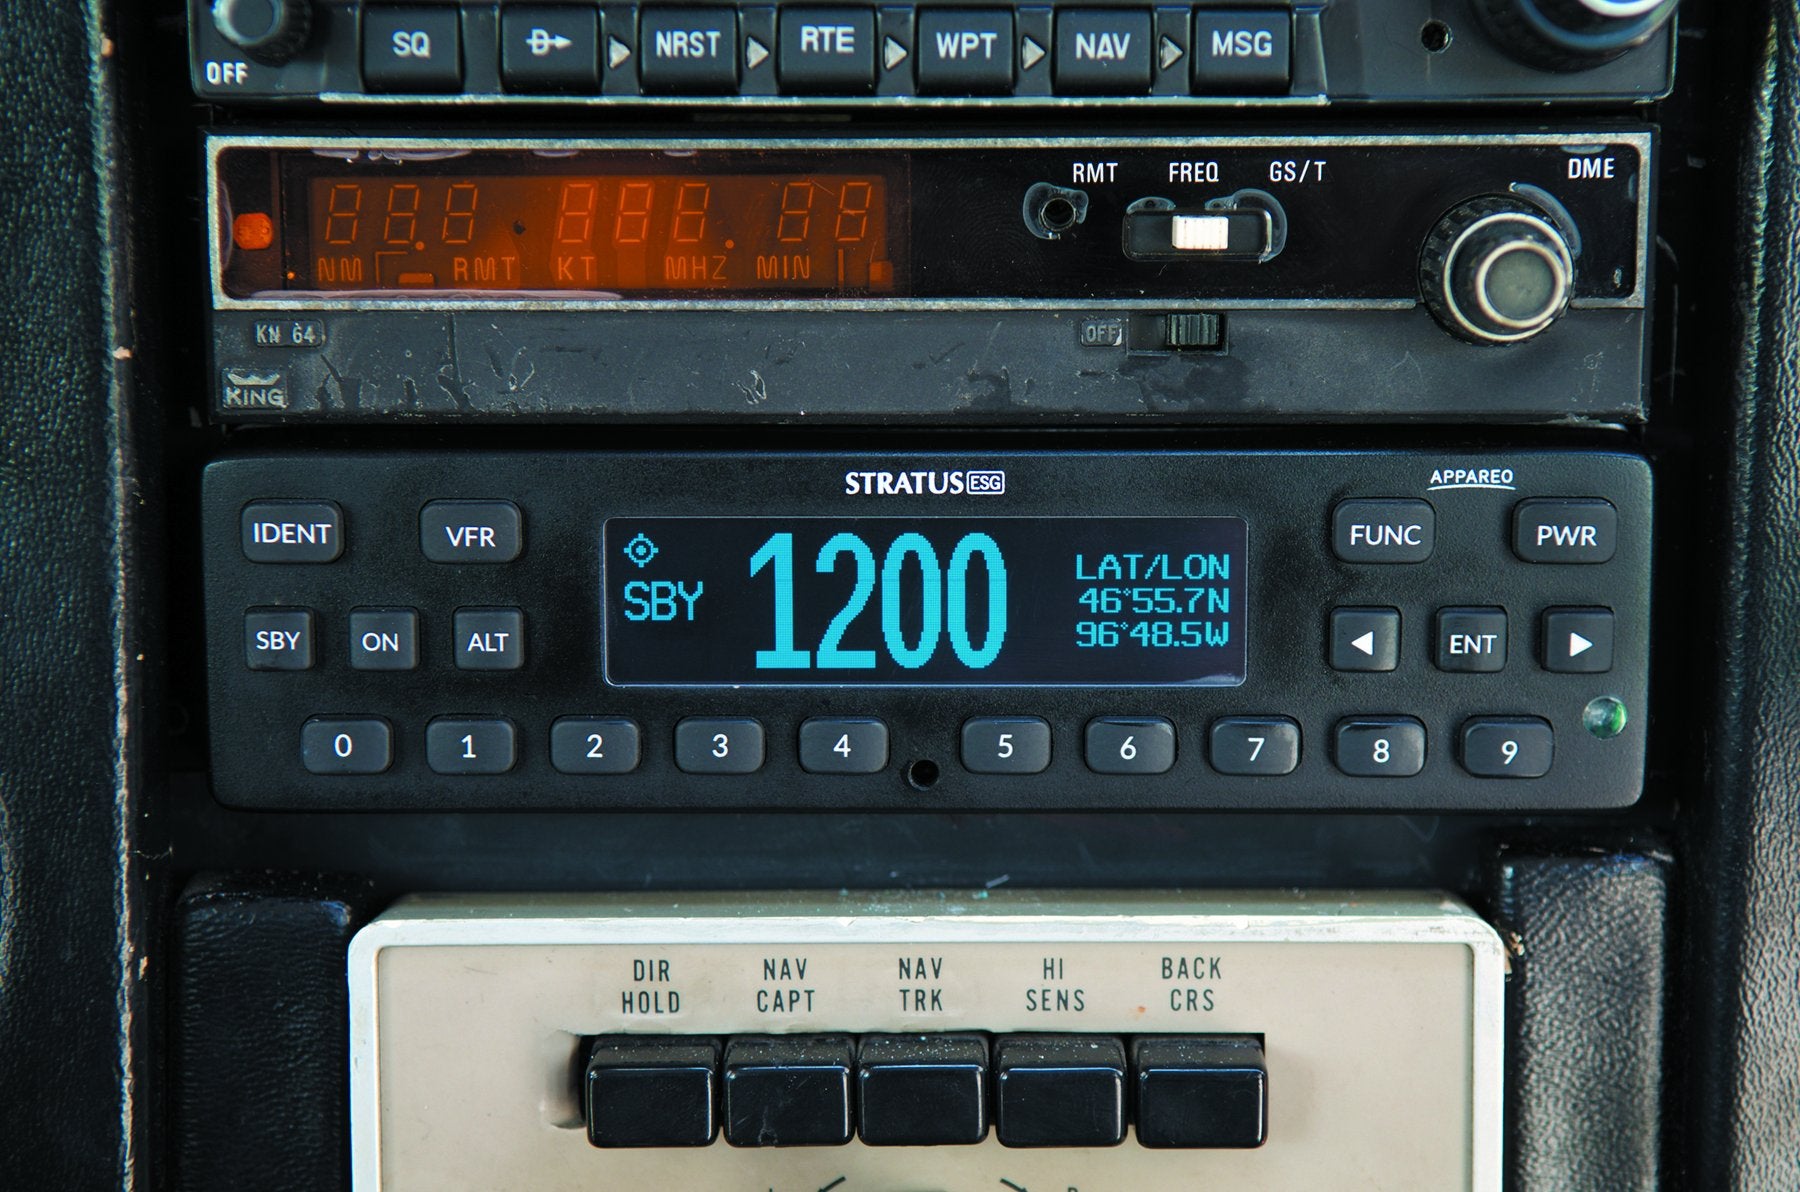 OFF
SQ
D
NRST
RTE
WPT
NAV
MSG
RMT
FREQ
GS/T
DME
NM
RMT
KT
MHZ
MIN
KN 64
OFF
KING
STRATUS ESG
APPAREO
IDENT
VFR
FUNC
PWR
SBY
1200
LAT/LON
46°55.7N
96°48.5W
SBY
ON
ALT
ENT
0
1
2
3
4
5
6
7
8
9
DIR
HOLD
NAV
CAPT
NAV
TRK
HI
SENS
BACK
CRS